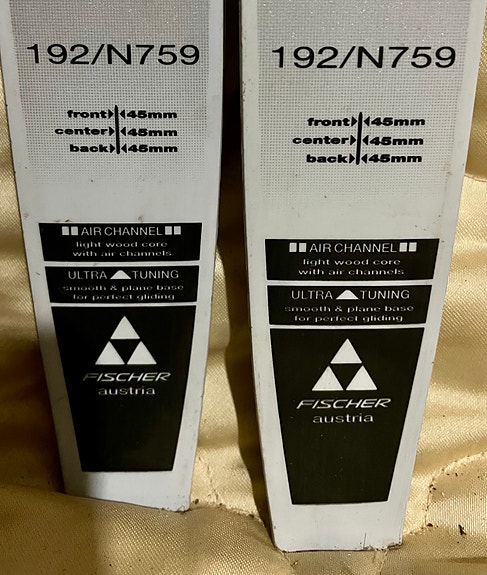 192/N759
front 45mm
center 45mm
back 45mm
AIR CHANNEL
light wood core
with air channels
ULTRA TUNING
smooth & plane base
for perfect gliding
FISCHER
austria
192/N759
front 45mm
center 45mm
back 45mm
AIR CHANNEL
light wood core
with air channels
ULTRA TUNING
smooth & plane base
for perfect gliding
FISCHER
austria